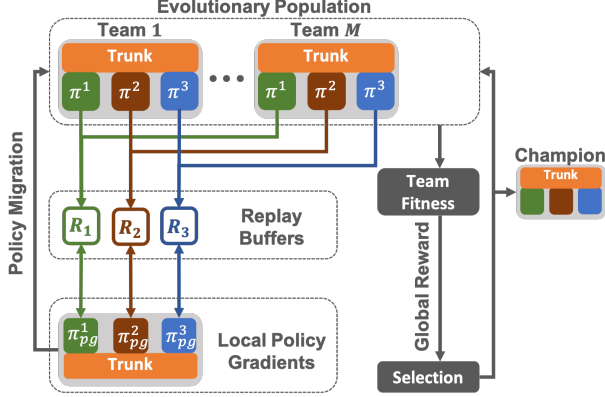 Evolutionary Population
Team 1
Team M
Trunk
Trunk
π¹ π² π³
π¹ π² π³
Policy Migration
R₁ R₂ R₃
Replay
Buffers
Team
Fitness
Champion
Trunk
Global Reward
π¹pg π²pg π³pg
Trunk
Local Policy
Gradients
Selection